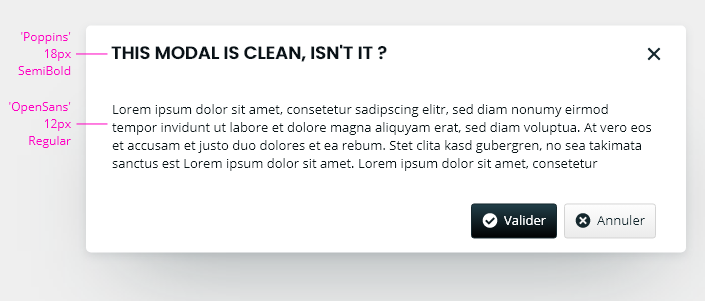 'Poppins'
18px
SemiBold
THIS MODAL IS CLEAN, ISN'T IT ?
'OpenSans'
12px
Regular
Lorem ipsum dolor sit amet, consetetur sadipscing elitr, sed diam nonumy eirmod
tempor invidunt ut labore et dolore magna aliquyam erat, sed diam voluptua. At vero eos
et accusam et justo duo dolores et ea rebum. Stet clita kasd gubergren, no sea takimata
sanctus est Lorem ipsum dolor sit amet. Lorem ipsum dolor sit amet, consetetur
Valider
Annuler